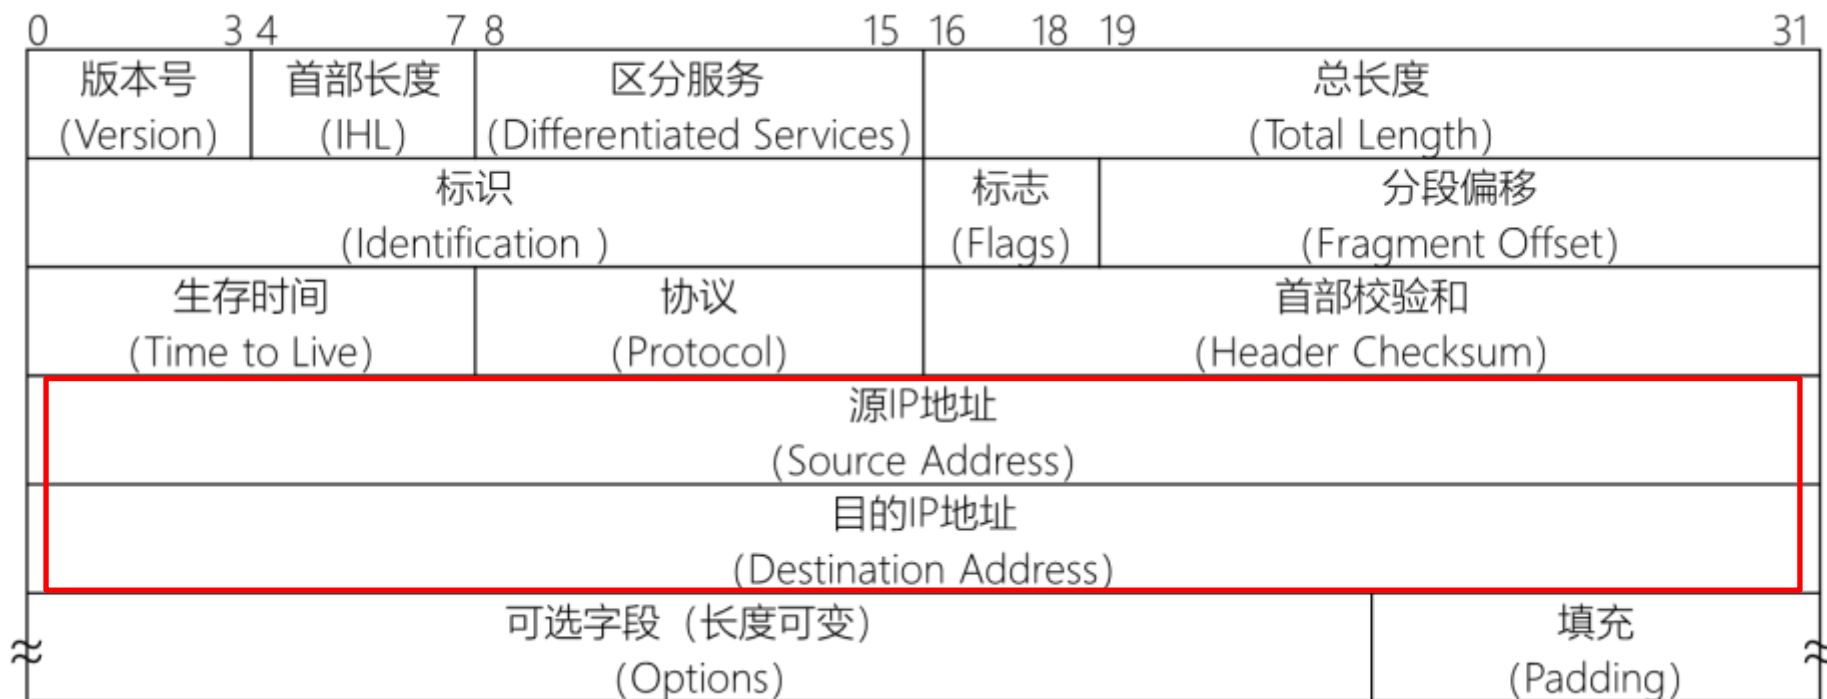 0 3 4 7 8 15 16 18 19 31
版本号 首部长度 区分服务 总长度
(Version) (IHL) (Differentiated Services) (Total Length)
标识 标志 分段偏移
(Identification ) (Flags) (Fragment Offset)
生存时间 协议 首部校验和
(Time to Live) (Protocol) (Header Checksum)
源IP地址
(Source Address)
目的IP地址
(Destination Address)
可选字段（长度可变） 填充
(Options) (Padding)